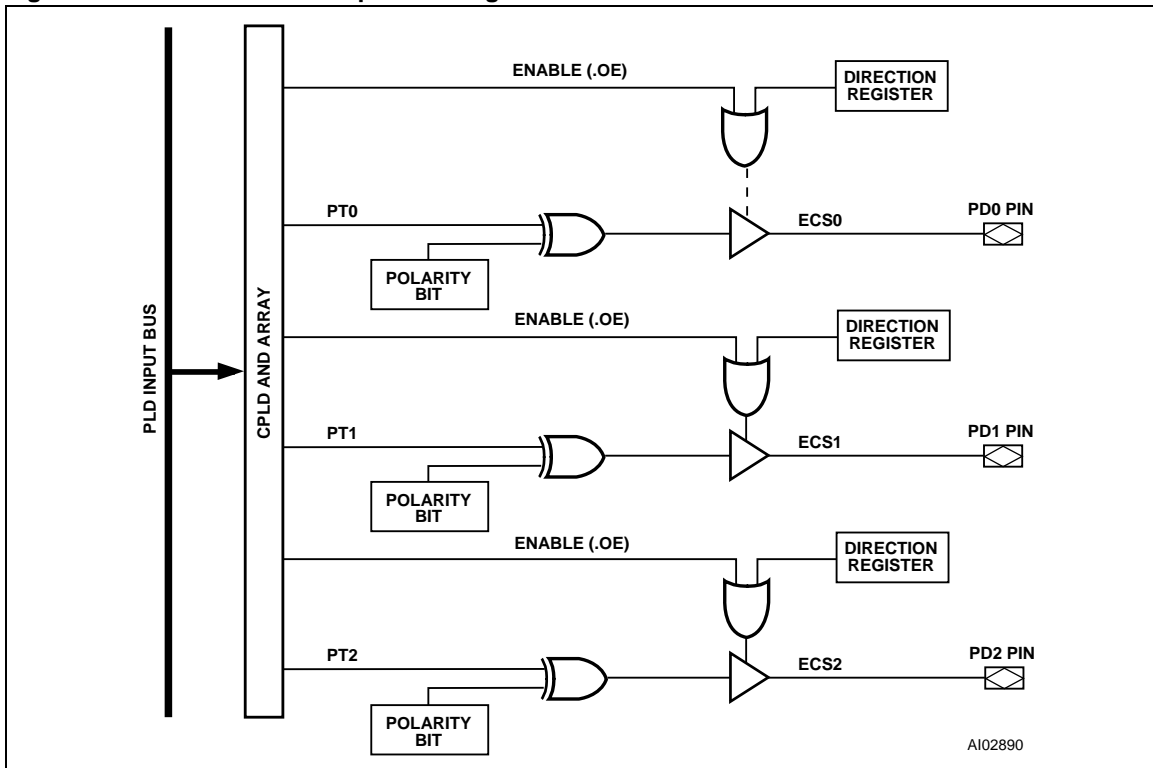 ENABLE (.OE)
DIRECTION
REGISTER
PT0
ECS0
PD0 PIN
POLARITY
BIT
PLD INPUT BUS
CPLD AND ARRAY
ENABLE (.OE)
DIRECTION
REGISTER
PT1
ECS1
PD1 PIN
POLARITY
BIT
ENABLE (.OE)
DIRECTION
REGISTER
PT2
ECS2
PD2 PIN
POLARITY
BIT
AI02890